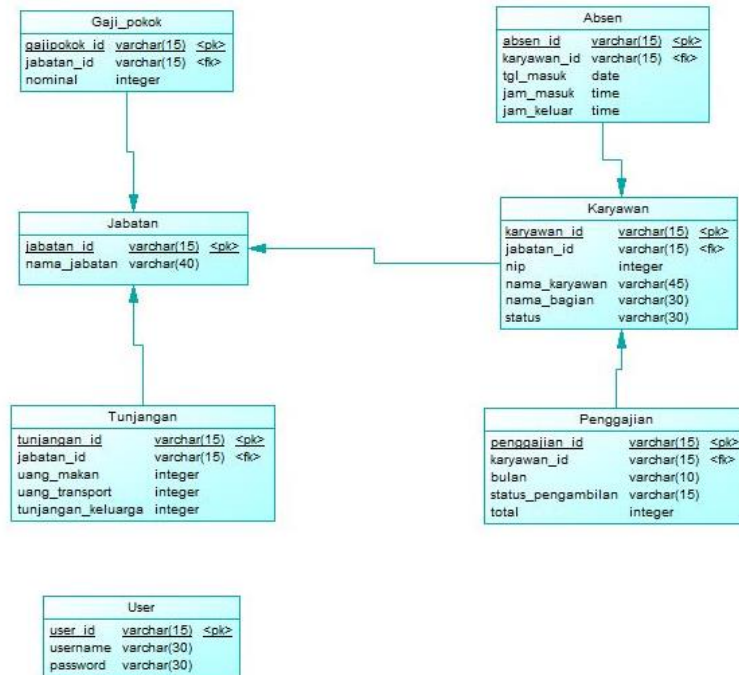 Gaji_pokok
gajipokok_id varchar(15) <pk>
jabatan_id varchar(15) <fk>
nominal integer
Absen
absen_id varchar(15) <pk>
karyawan_id varchar(15) <fk>
tgl_masuk date
jam_masuk time
jam_keluar time
Jabatan
jabatan_id varchar(15) <pk>
nama_jabatan varchar(40)
Karyawan
karyawan_id varchar(15) <pk>
jabatan_id varchar(15) <fk>
nip integer
nama_karyawan varchar(45)
nama_bagian varchar(30)
status varchar(30)
Tunjangan
tunjangan_id varchar(15) <pk>
jabatan_id varchar(15) <fk>
uang_makan integer
uang_transport integer
tunjangan_keluarga integer
Penggajian
penggajian_id varchar(15) <pk>
karyawan_id varchar(15) <fk>
bulan varchar(10)
status_pengambilan varchar(15)
total integer
User
user_id varchar(15) <pk>
username varchar(30)
password varchar(30)